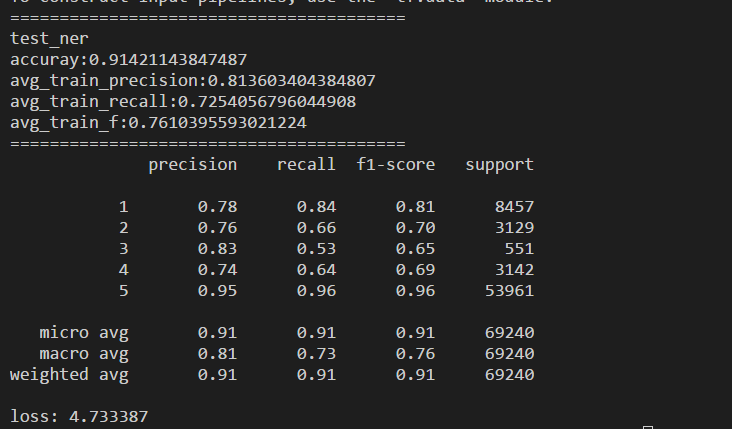 To construct input pipelines, use the `tf.data` module.
========================================
test_ner
accuray:0.91421143847487
avg_train_precision:0.813603404384807
avg_train_recall:0.7254056796044908
avg_train_f:0.7610395593021224
========================================
precision recall f1-score support
1 0.78 0.84 0.81 8457
2 0.76 0.66 0.70 3129
3 0.83 0.53 0.65 551
4 0.74 0.64 0.69 3142
5 0.95 0.96 0.96 53961
micro avg 0.91 0.91 0.91 69240
macro avg 0.81 0.73 0.76 69240
weighted avg 0.91 0.91 0.91 69240
loss: 4.733387